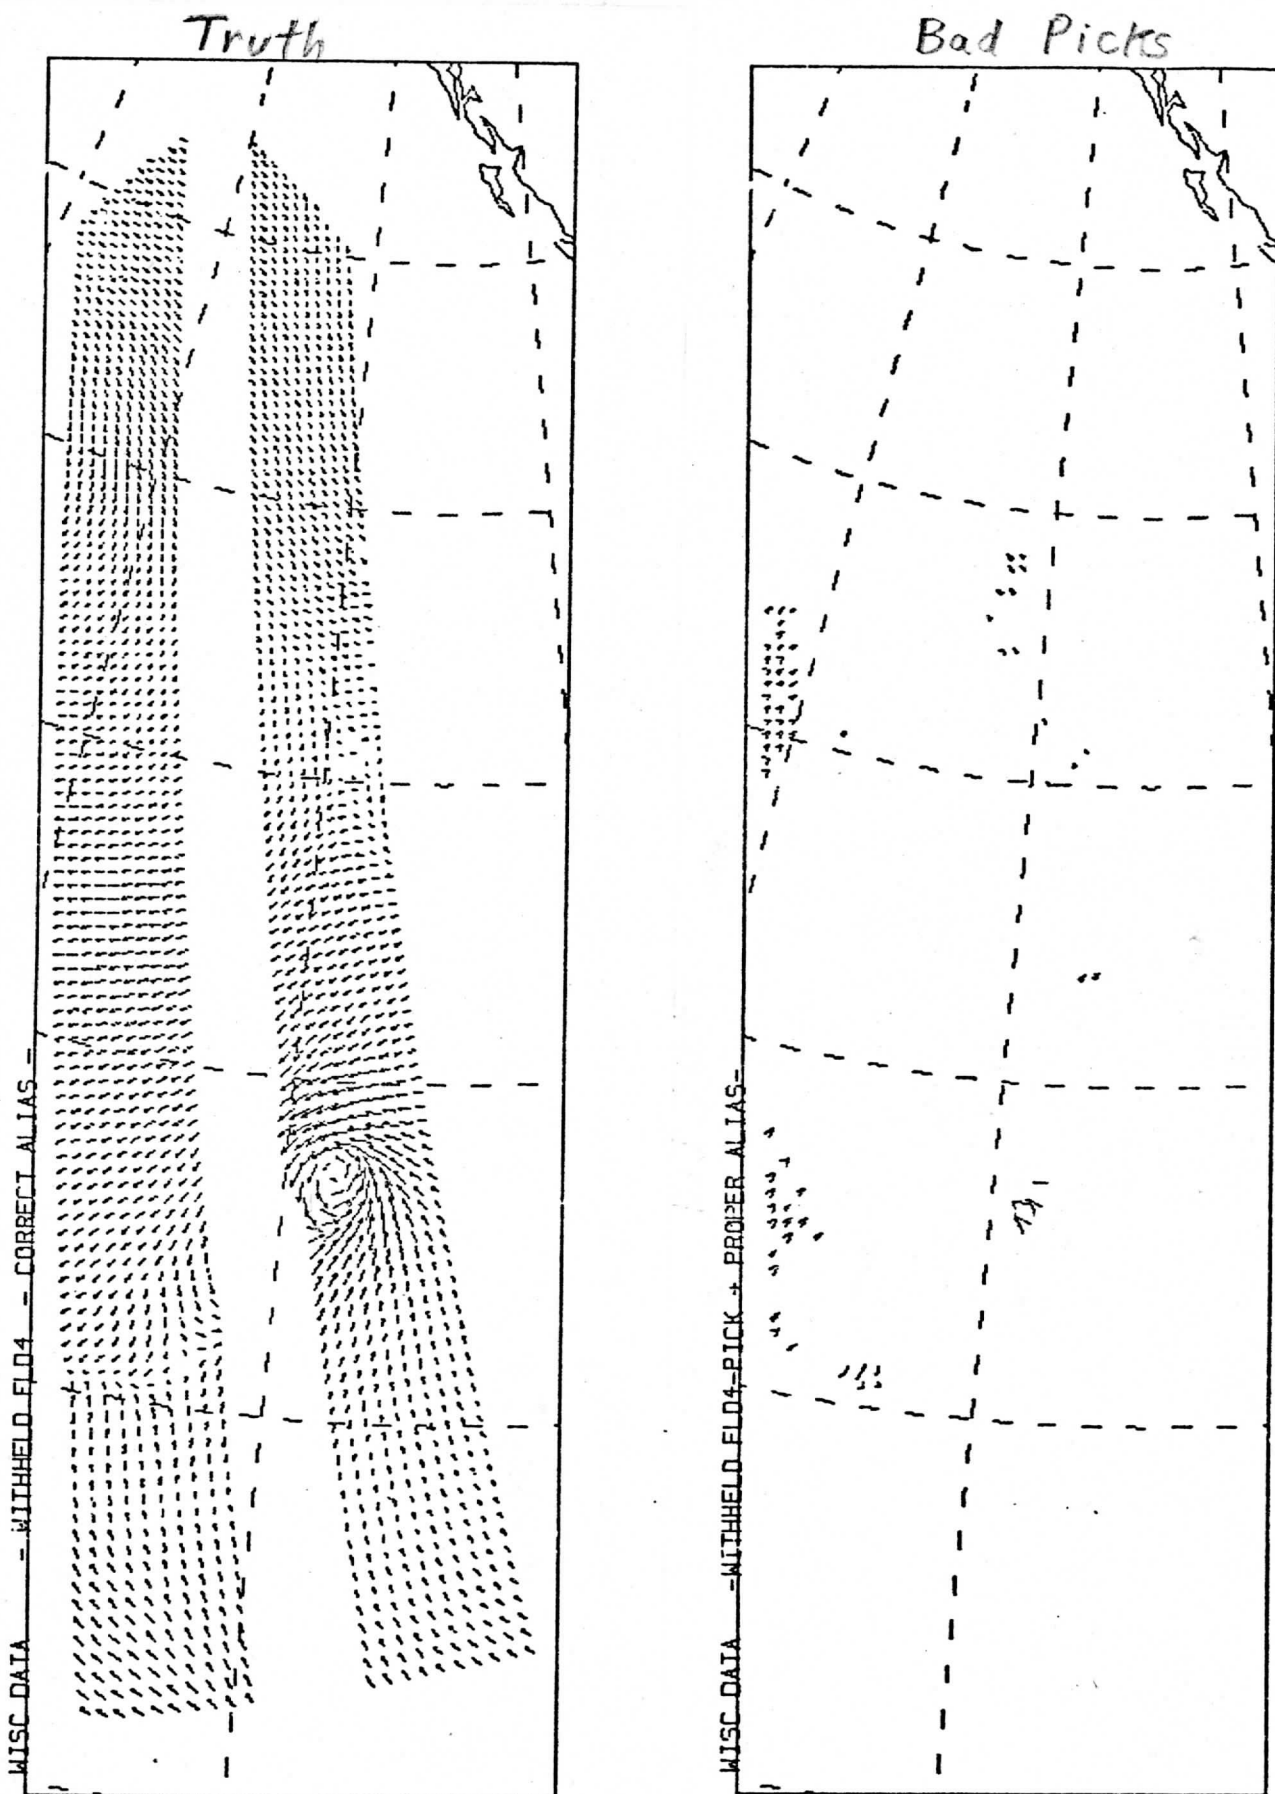 Truth
Bad Picks
WISC DATA - WITHHELD FLD4 - CORRECT ALIAS -
WISC DATA -WITHHELD FLD4-PICK + PROPER ALIAS-